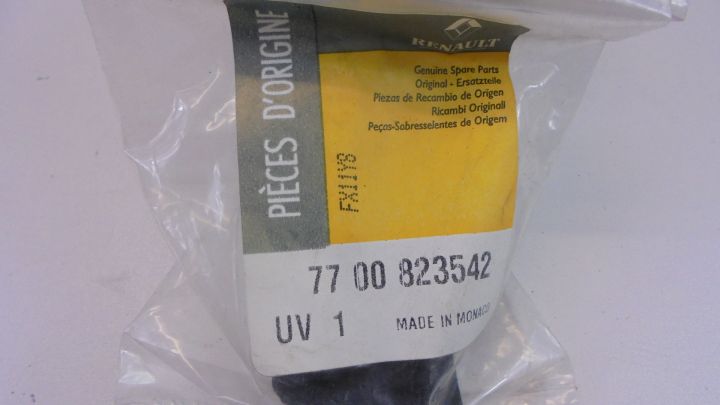 PIÈCES D'ORIGINE
RENAULT
Genuine Spare Parts
Original - Ersatzteile
Piezas de Recambio de Origen
Ricambi Originali
Peças-Sobresselentes de Origem
FX11Y8
77 00 823542
UV 1
MADE IN MONACO